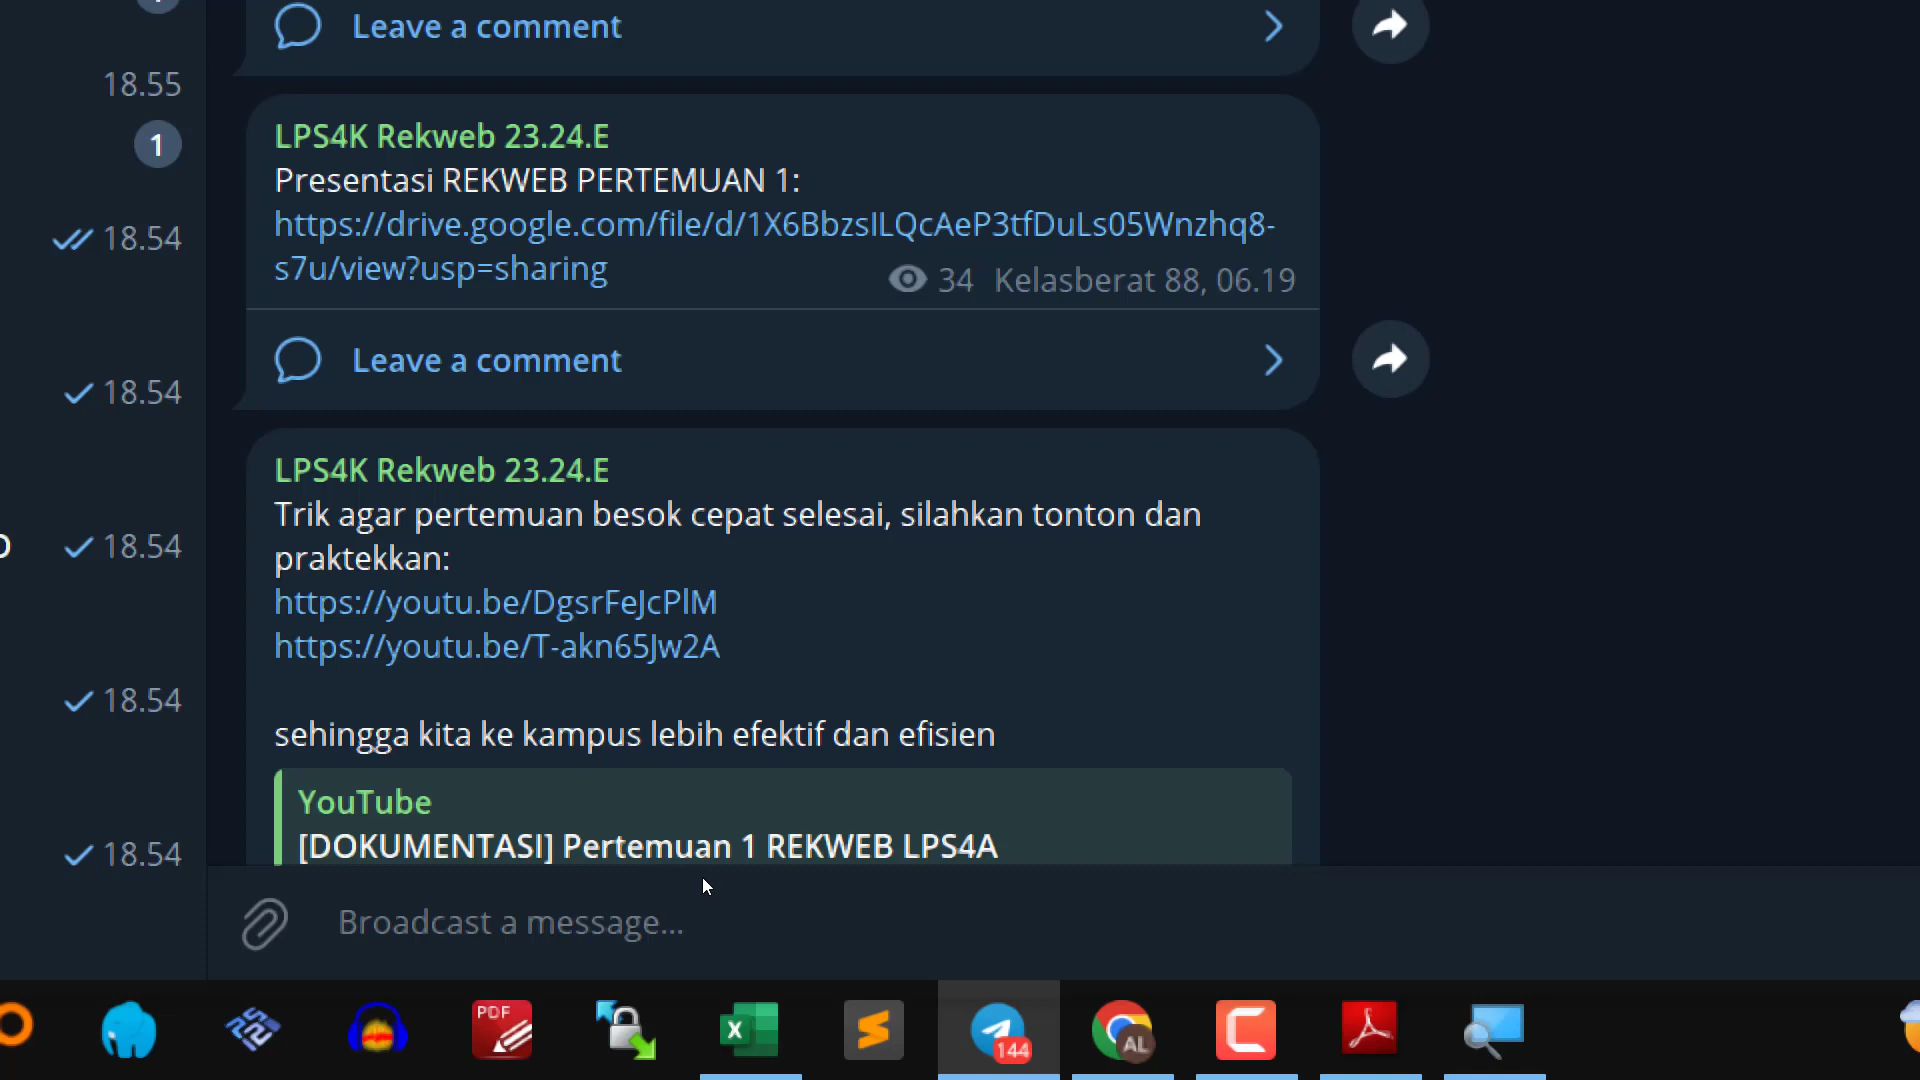 Leave a comment
18.55
1
LPS4K Rekweb 23.24.E
Presentasi REKWEB PERTEMUAN 1:
https://drive.google.com/file/d/1X6BbzsILQcAeP3tfDuLs05Wnzhq8-
s7u/view?usp=sharing
34 Kelasberat 88, 06.19
18.54
Leave a comment
18.54
LPS4K Rekweb 23.24.E
Trik agar pertemuan besok cepat selesai, silahkan tonton dan
praktekkan:
18.54
https://youtu.be/DgsrFeJcPlM
https://youtu.be/T-akn65Jw2A
18.54
sehingga kita ke kampus lebih efektif dan efisien
YouTube
[DOKUMENTASI] Pertemuan 1 REKWEB LPS4A
18.54
Broadcast a message...
PDF
X
144
AL